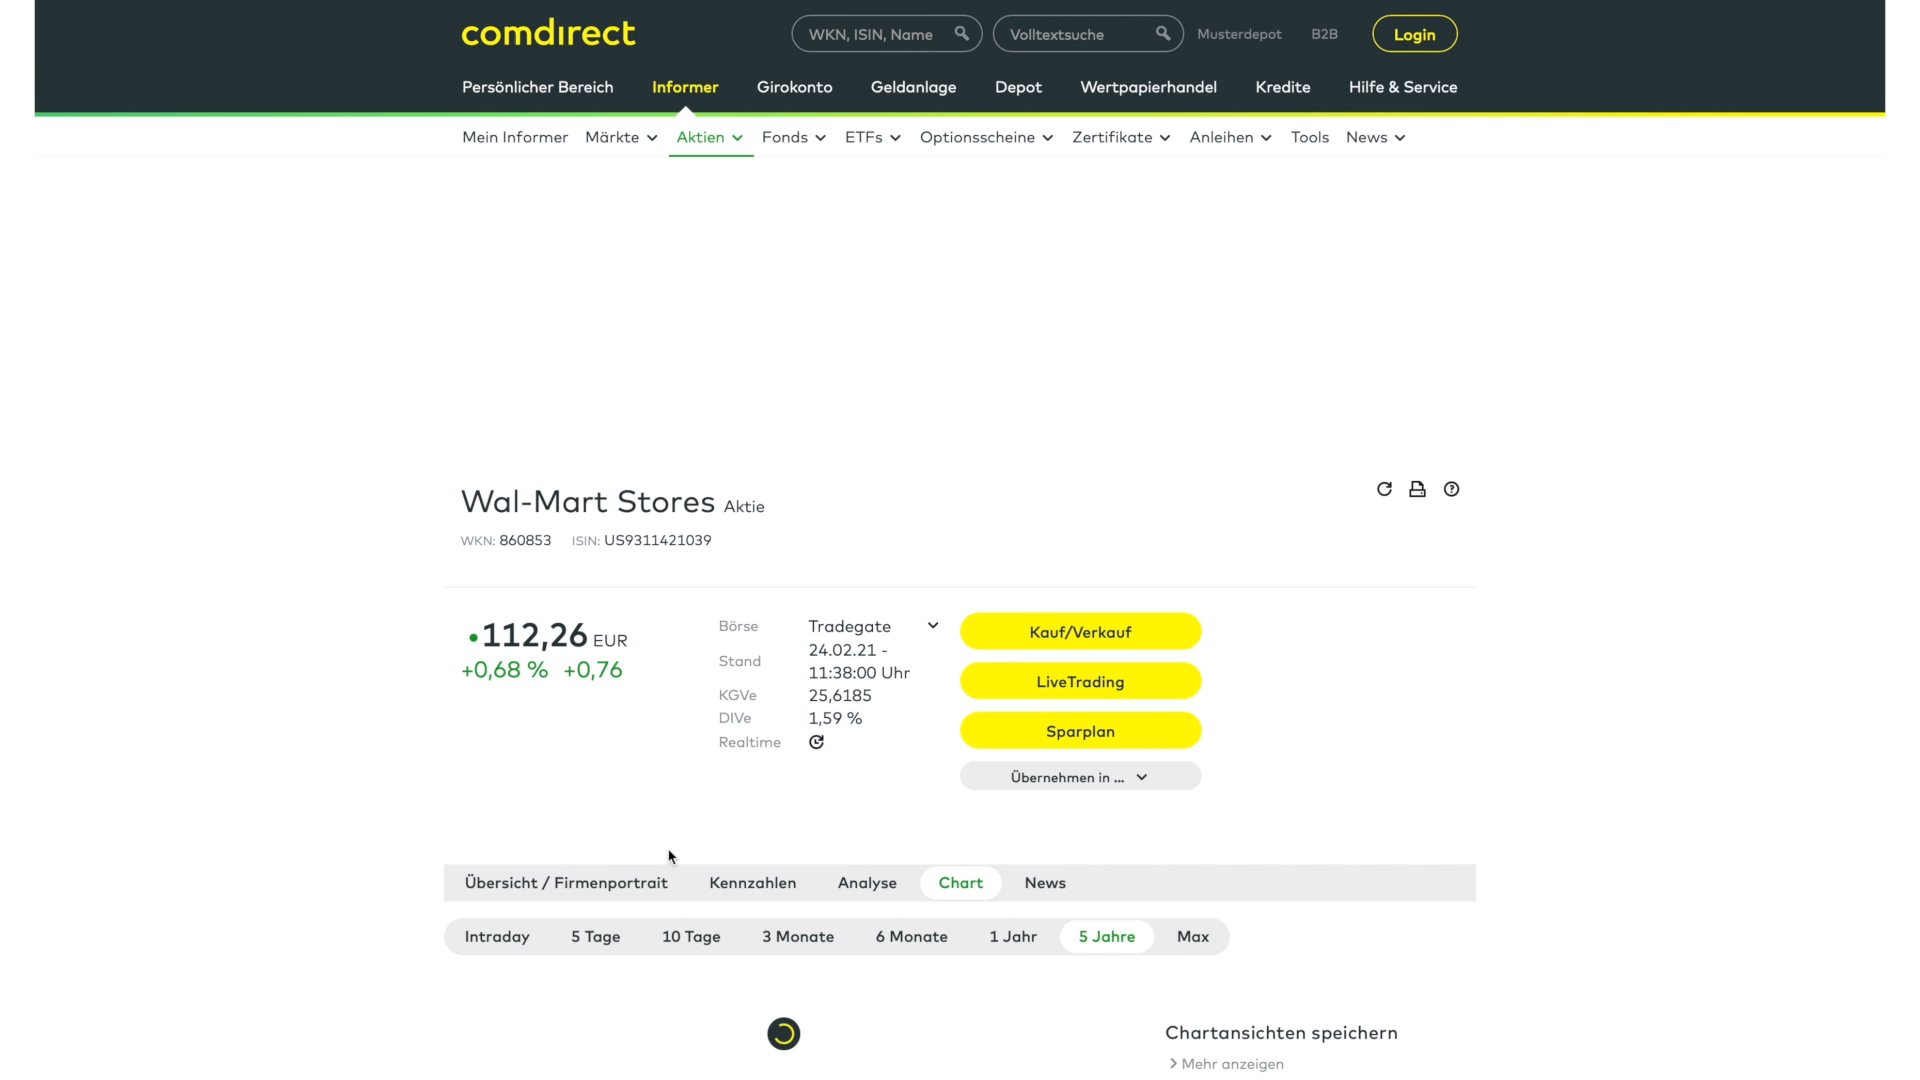 comdirect
WKN, ISIN, Name
Volltextsuche
Musterdepot
B2B
Login
Persönlicher Bereich
Informer
Girokonto
Geldanlage
Depot
Wertpapierhandel
Kredite
Hilfe & Service
Mein Informer
Märkte
Aktien
Fonds
ETFs
Optionsscheine
Zertifikate
Anleihen
Tools
News
Wal-Mart Stores Aktie
WKN: 860853 ISIN: US9311421039
112,26 EUR
+0,68 % +0,76
Börse Tradegate
Stand 24.02.21 -
11:38:00 Uhr
KGVe 25,6185
DIVe 1,59 %
Realtime
Kauf/Verkauf
LiveTrading
Sparplan
Übernehmen in ...
Übersicht / Firmenportrait
Kennzahlen
Analyse
Chart
News
Intraday
5 Tage
10 Tage
3 Monate
6 Monate
1 Jahr
5 Jahre
Max
Chartansichten speichern
Mehr anzeigen